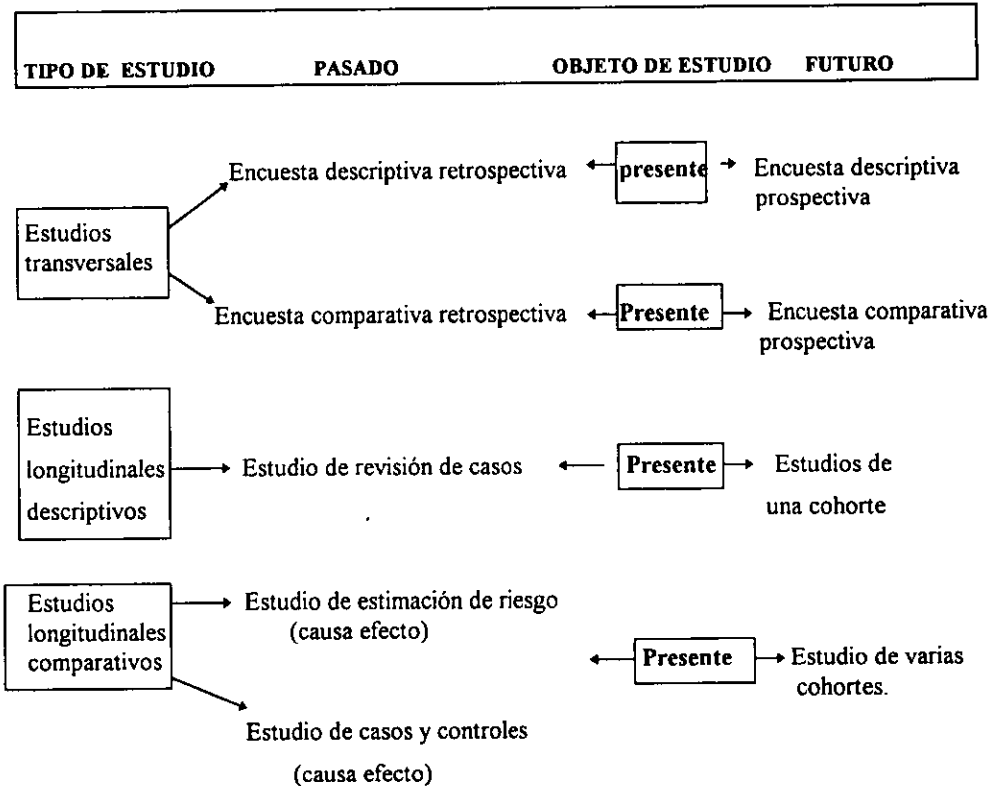 TIPO DE ESTUDIO PASADO OBJETO DE ESTUDIO FUTURO
Encuesta descriptiva retrospectiva presente Encuesta descriptiva
prospectiva
Estudios
transversales
Encuesta comparativa retrospectiva Presente Encuesta comparativa
prospectiva
Estudios
longitudinales
descriptivos
Estudio de revisión de casos Presente Estudios de
una cohorte
Estudios
longitudinales
comparativos
Estudio de estimación de riesgo
(causa efecto)
Presente Estudio de varias
cohortes.
Estudio de casos y controles
(causa efecto)